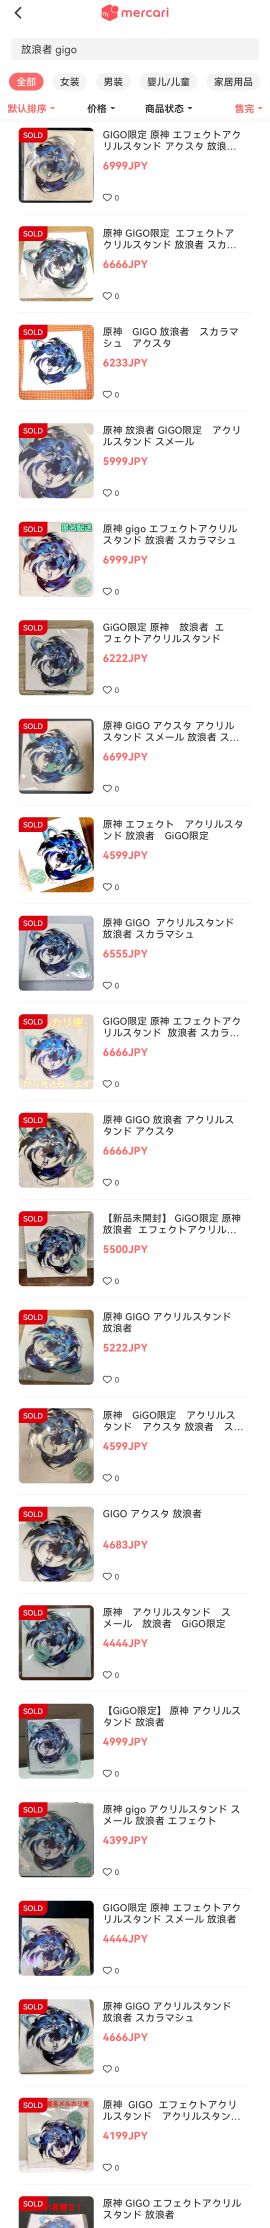 mercari
放浪者 gigo
全部 女装 男装 婴儿/儿童 家居用品
默认排序 价格 商品状态 售完
SOLD
GIGO限定 原神 エフェクトアク
リルスタンド アクスタ 放浪...
6999JPY
0
SOLD
原神 GIGO限定 エフェクトア
クリルスタンド 放浪者 スカ...
6666JPY
0
SOLD
原神 GIGO 放浪者 スカラマ
シュ アクスタ
6233JPY
0
SOLD
原神 放浪者 GIGO限定 アクリ
ルスタンド スメール
5999JPY
0
SOLD
匿名配送
原神 gigo エフェクトアクリル
スタンド 放浪者 スカラマシュ
6999JPY
0
SOLD
GiGO限定 原神 放浪者 エ
フェクトアクリルスタンド
6222JPY
0
SOLD
原神 GIGO アクスタ アクリル
スタンド スメール 放浪者 ス...
6699JPY
0
SOLD
原神 エフェクト アクリルスタ
ンド 放浪者 GiGO限定
4599JPY
0
SOLD
原神 GIGO アクリルスタンド
放浪者 スカラマシュ
6555JPY
0
SOLD
カリ便
GIGO限定 原神 エフェクトアク
リルスタンド 放浪者 スカラ...
6666JPY
0
SOLD
原神 GIGO 放浪者 アクリルス
タンド アクスタ
6666JPY
0
SOLD
【新品未開封】 GiGO限定 原神
放浪者 エフェクトアクリル...
5500JPY
0
SOLD
原神 GIGO アクリルスタンド
放浪者
5222JPY
0
SOLD
原神 GiGO限定 アクリルス
タンド アクスタ 放浪者 ス...
4599JPY
0
SOLD
GIGO アクスタ 放浪者
4683JPY
0
SOLD
原神 アクリルスタンド ス
メール 放浪者 GiGO限定
4444JPY
0
SOLD
【GiGO限定】 原神 アクリルス
タンド 放浪者
4999JPY
0
SOLD
原神 gigo アクリルスタンド ス
メール 放浪者 エフェクト
4399JPY
0
SOLD
GIGO限定 原神 エフェクトアク
リルスタンド スメール 放浪者
4444JPY
0
SOLD
原神 GIGO アクリルスタンド
放浪者 スカラマシュ
4666JPY
0
SOLD
匿名メルカリ便
原神 GIGO エフェクトアクリ
ルスタンド アクリルスタン...
4199JPY
0
SOLD
原神 GIGO エフェクトアクリル
スタンド 放浪者